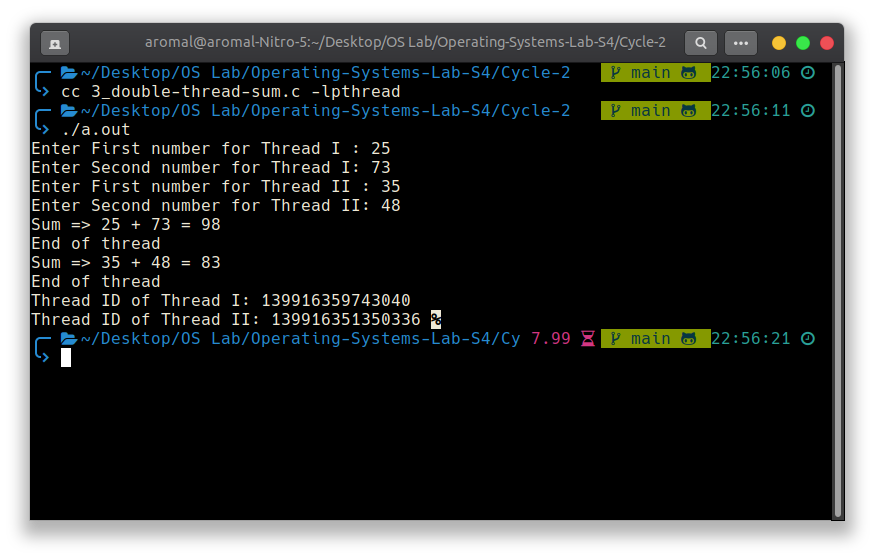 aromal@aromal-Nitro-5:~/Desktop/OS Lab/Operating-Systems-Lab-S4/Cycle-2
~/Desktop/OS Lab/Operating-Systems-Lab-S4/Cycle-2 main 22:56:06
cc 3_double-thread-sum.c -lpthread
~/Desktop/OS Lab/Operating-Systems-Lab-S4/Cycle-2 main 22:56:11
./a.out
Enter First number for Thread I : 25
Enter Second number for Thread I: 73
Enter First number for Thread II : 35
Enter Second number for Thread II: 48
Sum => 25 + 73 = 98
End of thread
Sum => 35 + 48 = 83
End of thread
Thread ID of Thread I: 139916359743040
Thread ID of Thread II: 139916351350336 %
~/Desktop/OS Lab/Operating-Systems-Lab-S4/Cy 7.99 main 22:56:21